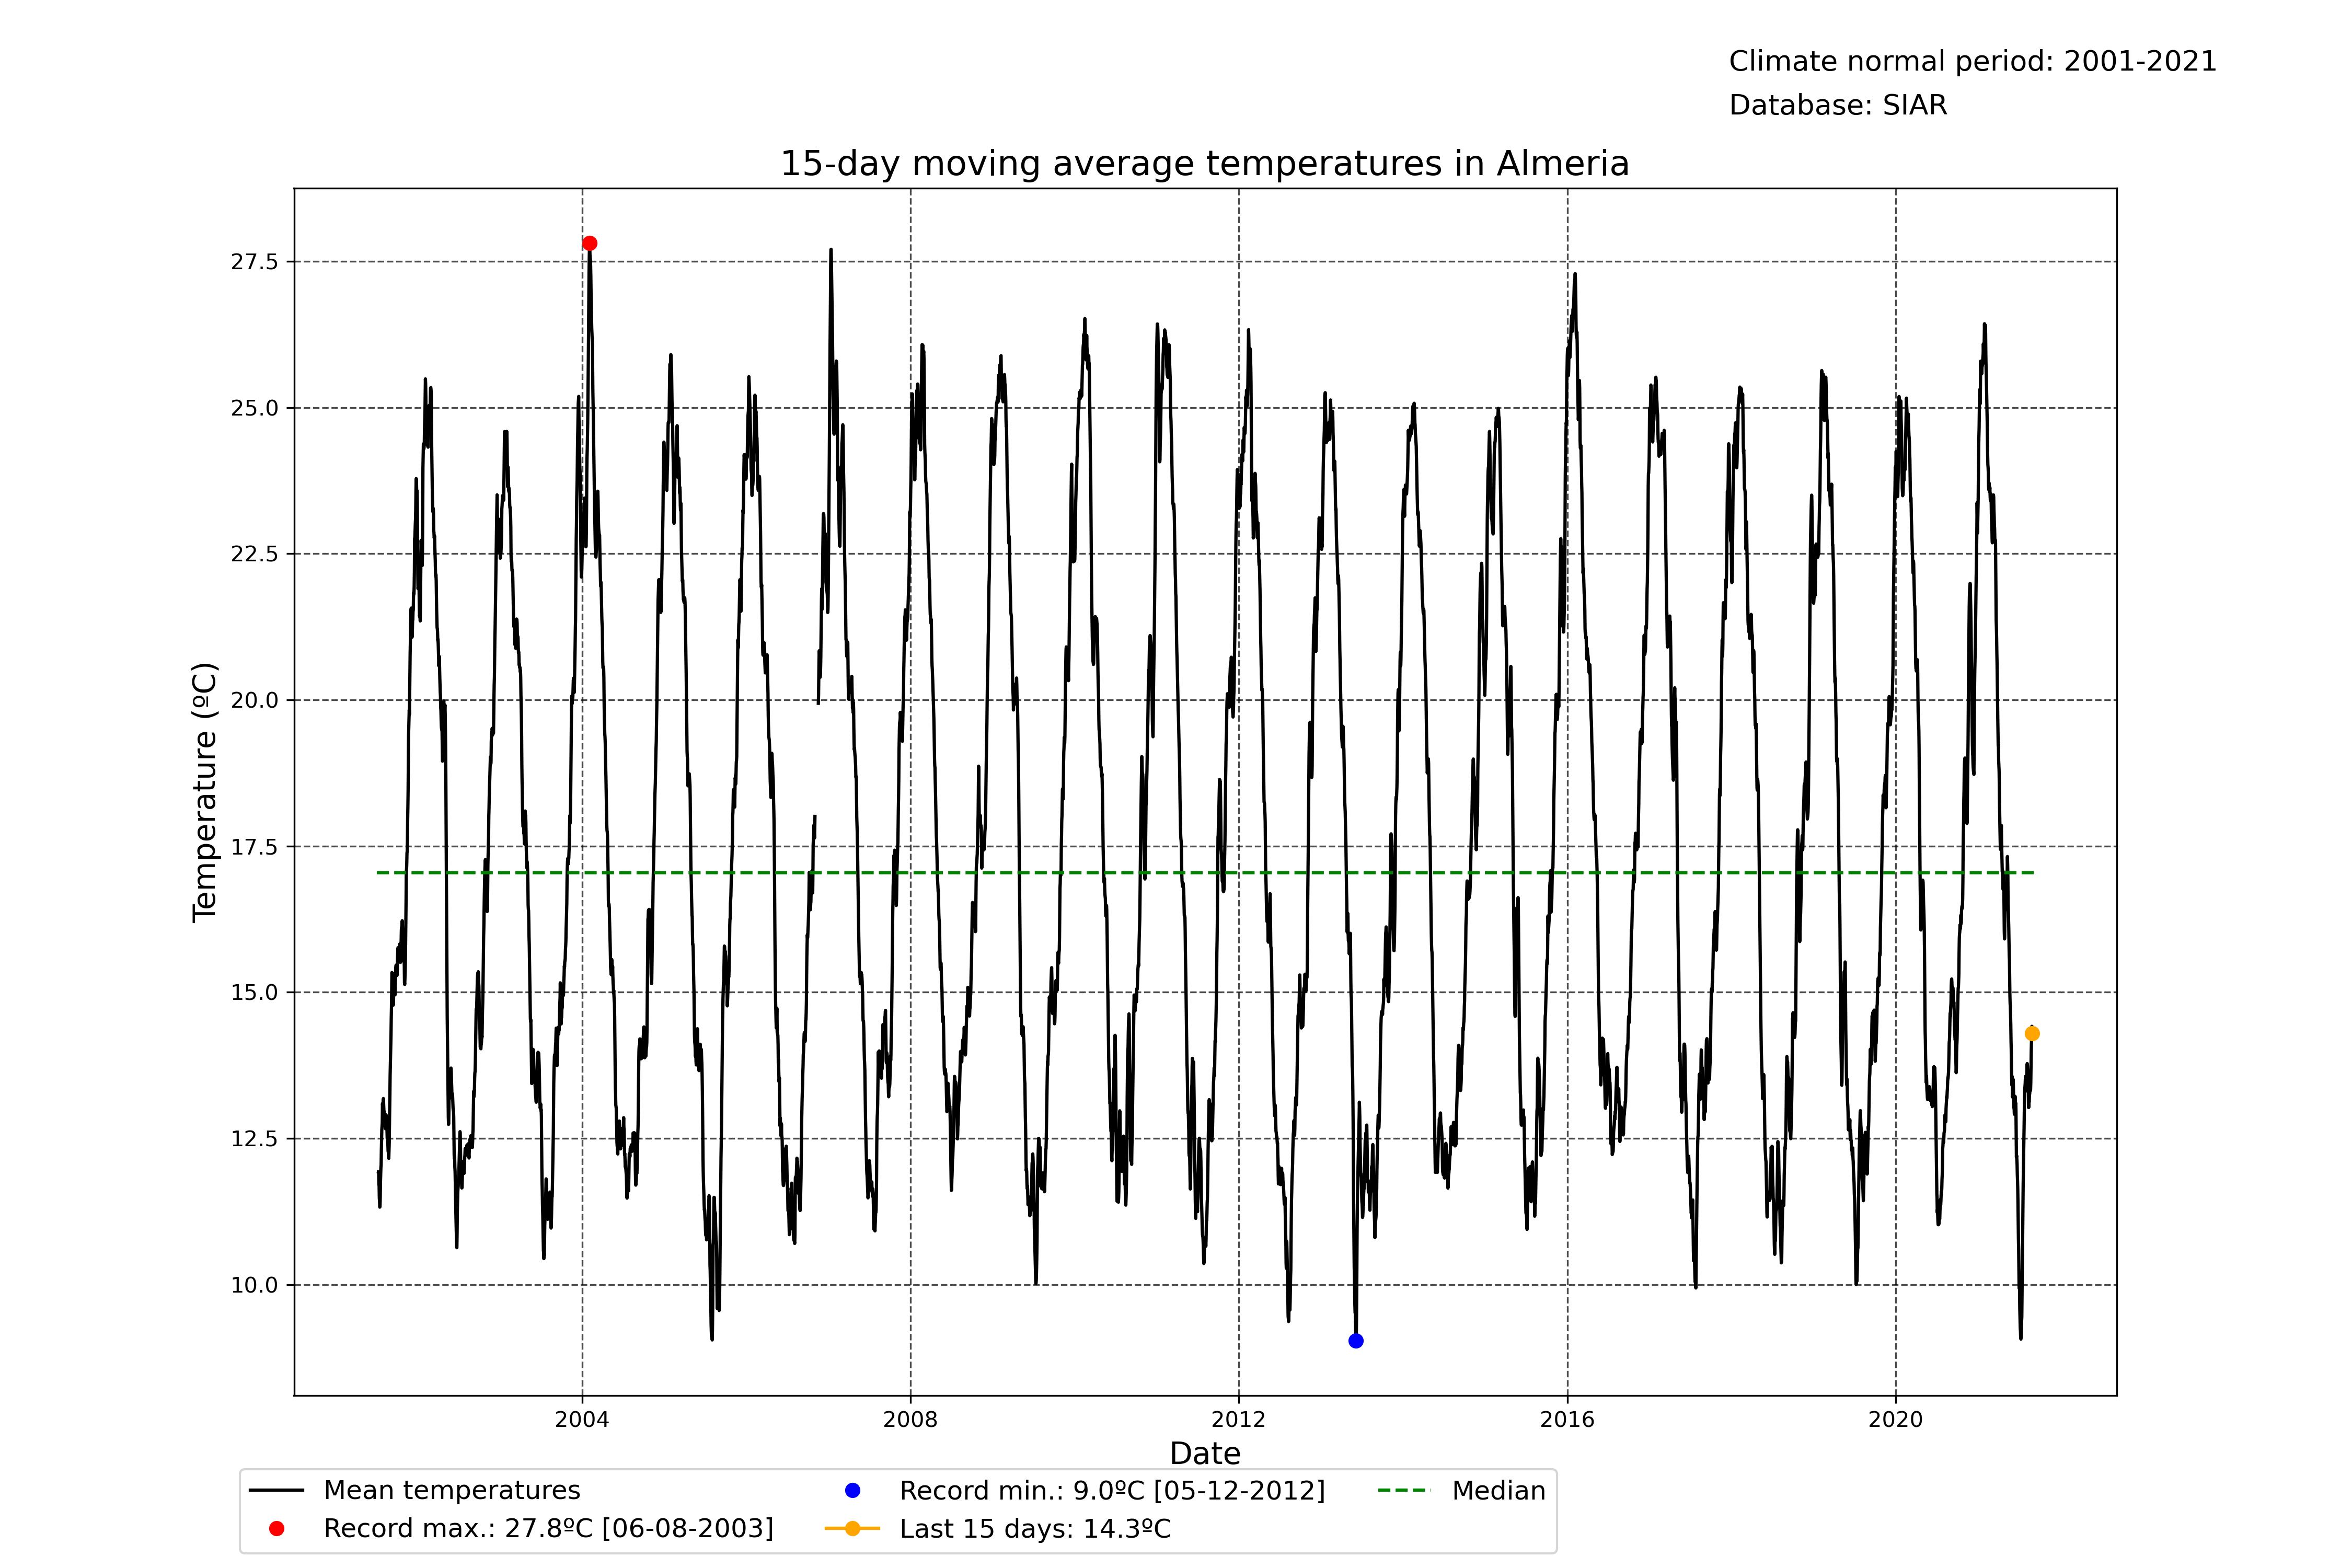 Climate normal period: 2001-2021
Database: SIAR
15-day moving average temperatures in Almeria
27.5
25.0
22.5
20.0
17.5
15.0
12.5
10.0
Temperature (ºC)
2004 2008 2012 2016 2020
Date
Mean temperatures
Record max.: 27.8ºC [06-08-2003]
Record min.: 9.0ºC [05-12-2012]
Last 15 days: 14.3ºC
Median